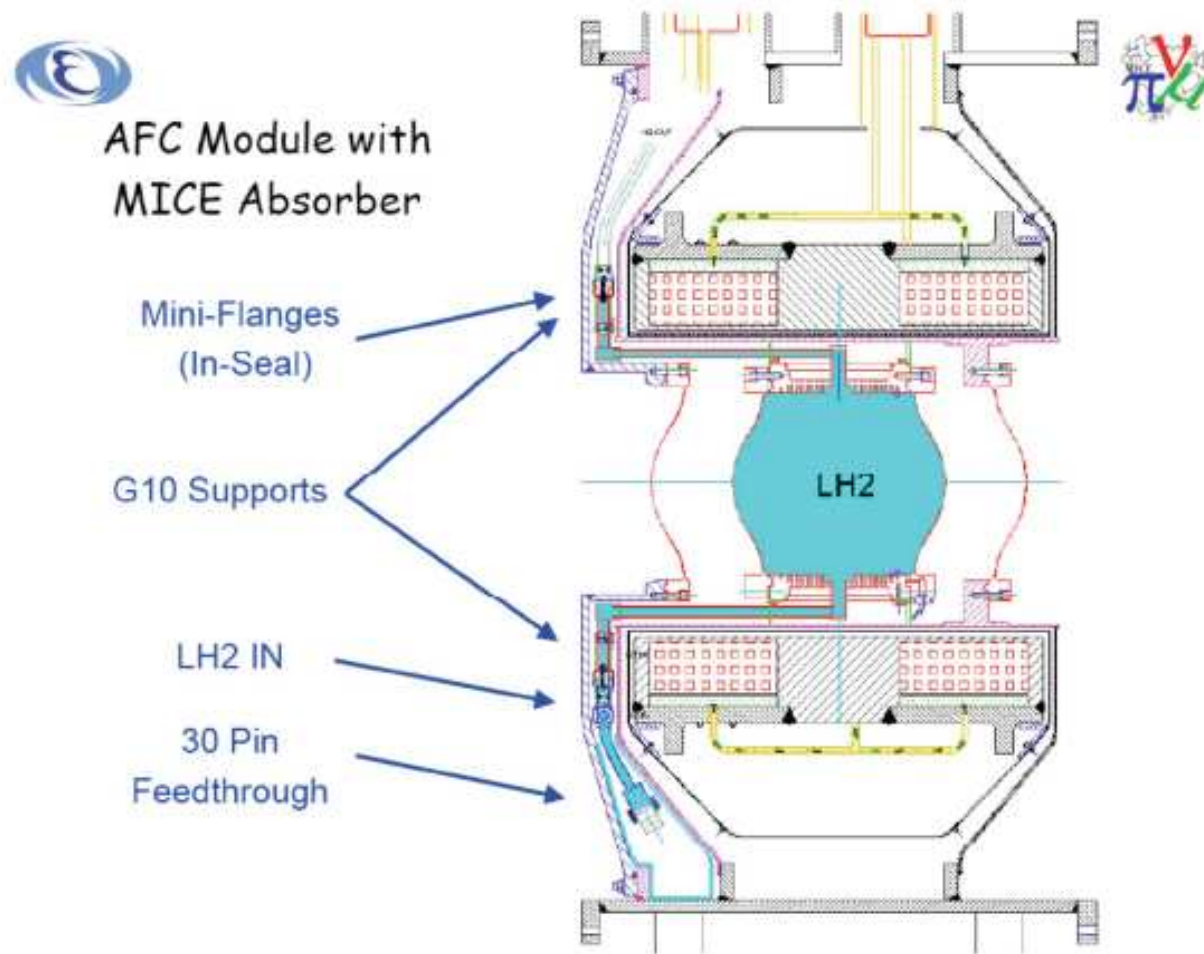 AFC Module with
MICE Absorber
Mini-Flanges
(In-Seal)
G10 Supports
LH2
LH2 IN
30 Pin
Feedthrough